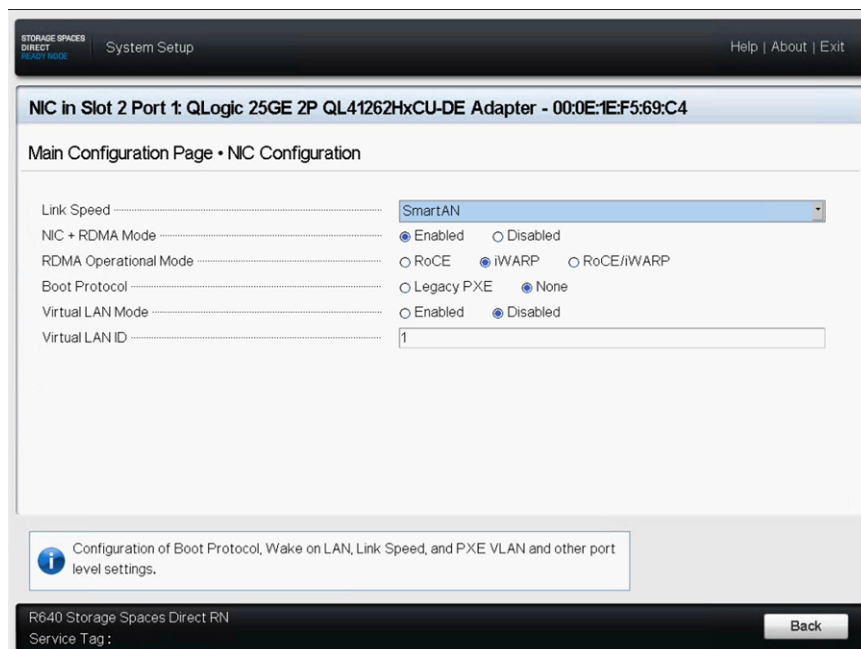 STORAGE SPACES
DIRECT
READY NODE
System Setup
Help | About | Exit
NIC in Slot 2 Port 1: QLogic 25GE 2P QL41262HxCU-DE Adapter - 00:0E:1E:F5:69:C4
Main Configuration Page • NIC Configuration
Link Speed SmartAN
NIC + RDMA Mode Enabled Disabled
RDMA Operational Mode RoCE iWARP RoCE/iWARP
Boot Protocol Legacy PXE None
Virtual LAN Mode Enabled Disabled
Virtual LAN ID 1
Configuration of Boot Protocol, Wake on LAN, Link Speed, and PXE VLAN and other port
level settings.
R640 Storage Spaces Direct RN
Service Tag :
Back